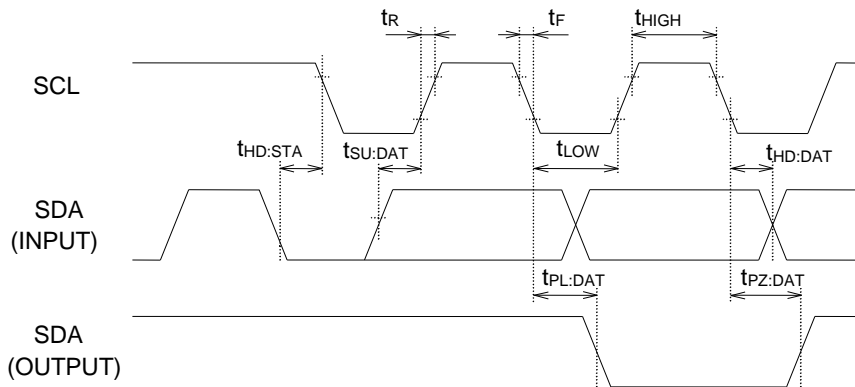 tR
tF
tHIGH
SCL
tHD:STA
tSU:DAT
tLOW
tHD:DAT
SDA
(INPUT)
tPL:DAT
tPZ:DAT
SDA
(OUTPUT)